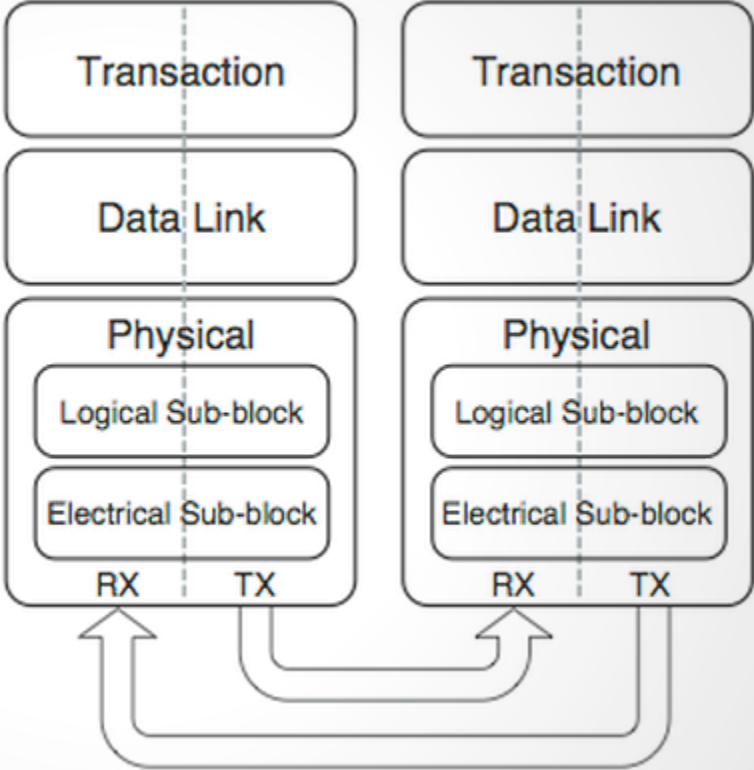 Transaction
Data Link
Physical
Logical Sub-block
Electrical Sub-block
RX TX
Transaction
Data Link
Physical
Logical Sub-block
Electrical Sub-block
RX TX